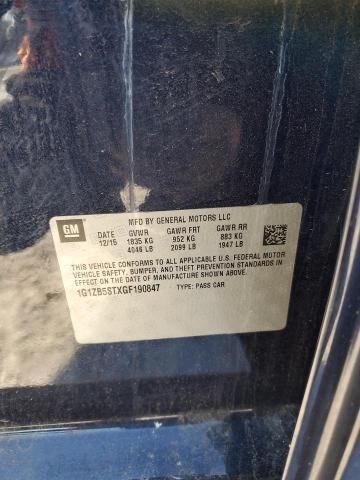 MFD BY GENERAL MOTORS LLC
GM
12/15
GVWR
1835 KG
4046 LB
GAWR FRT
952 KG
2099 LB
GAWR RR
883 KG
1947 LB
THIS VEHICLE CONFORMS TO ALL APPLICABLE U.S. FEDERAL MOTOR
VEHICLE SAFETY, BUMPER, AND THEFT PREVENTION STANDARDS
IN EFFECT ON THE DATE OF MANUFACTURE SHOWN ABOVE.
1G1ZB5STXGF190847 TYPE: PASS CAR